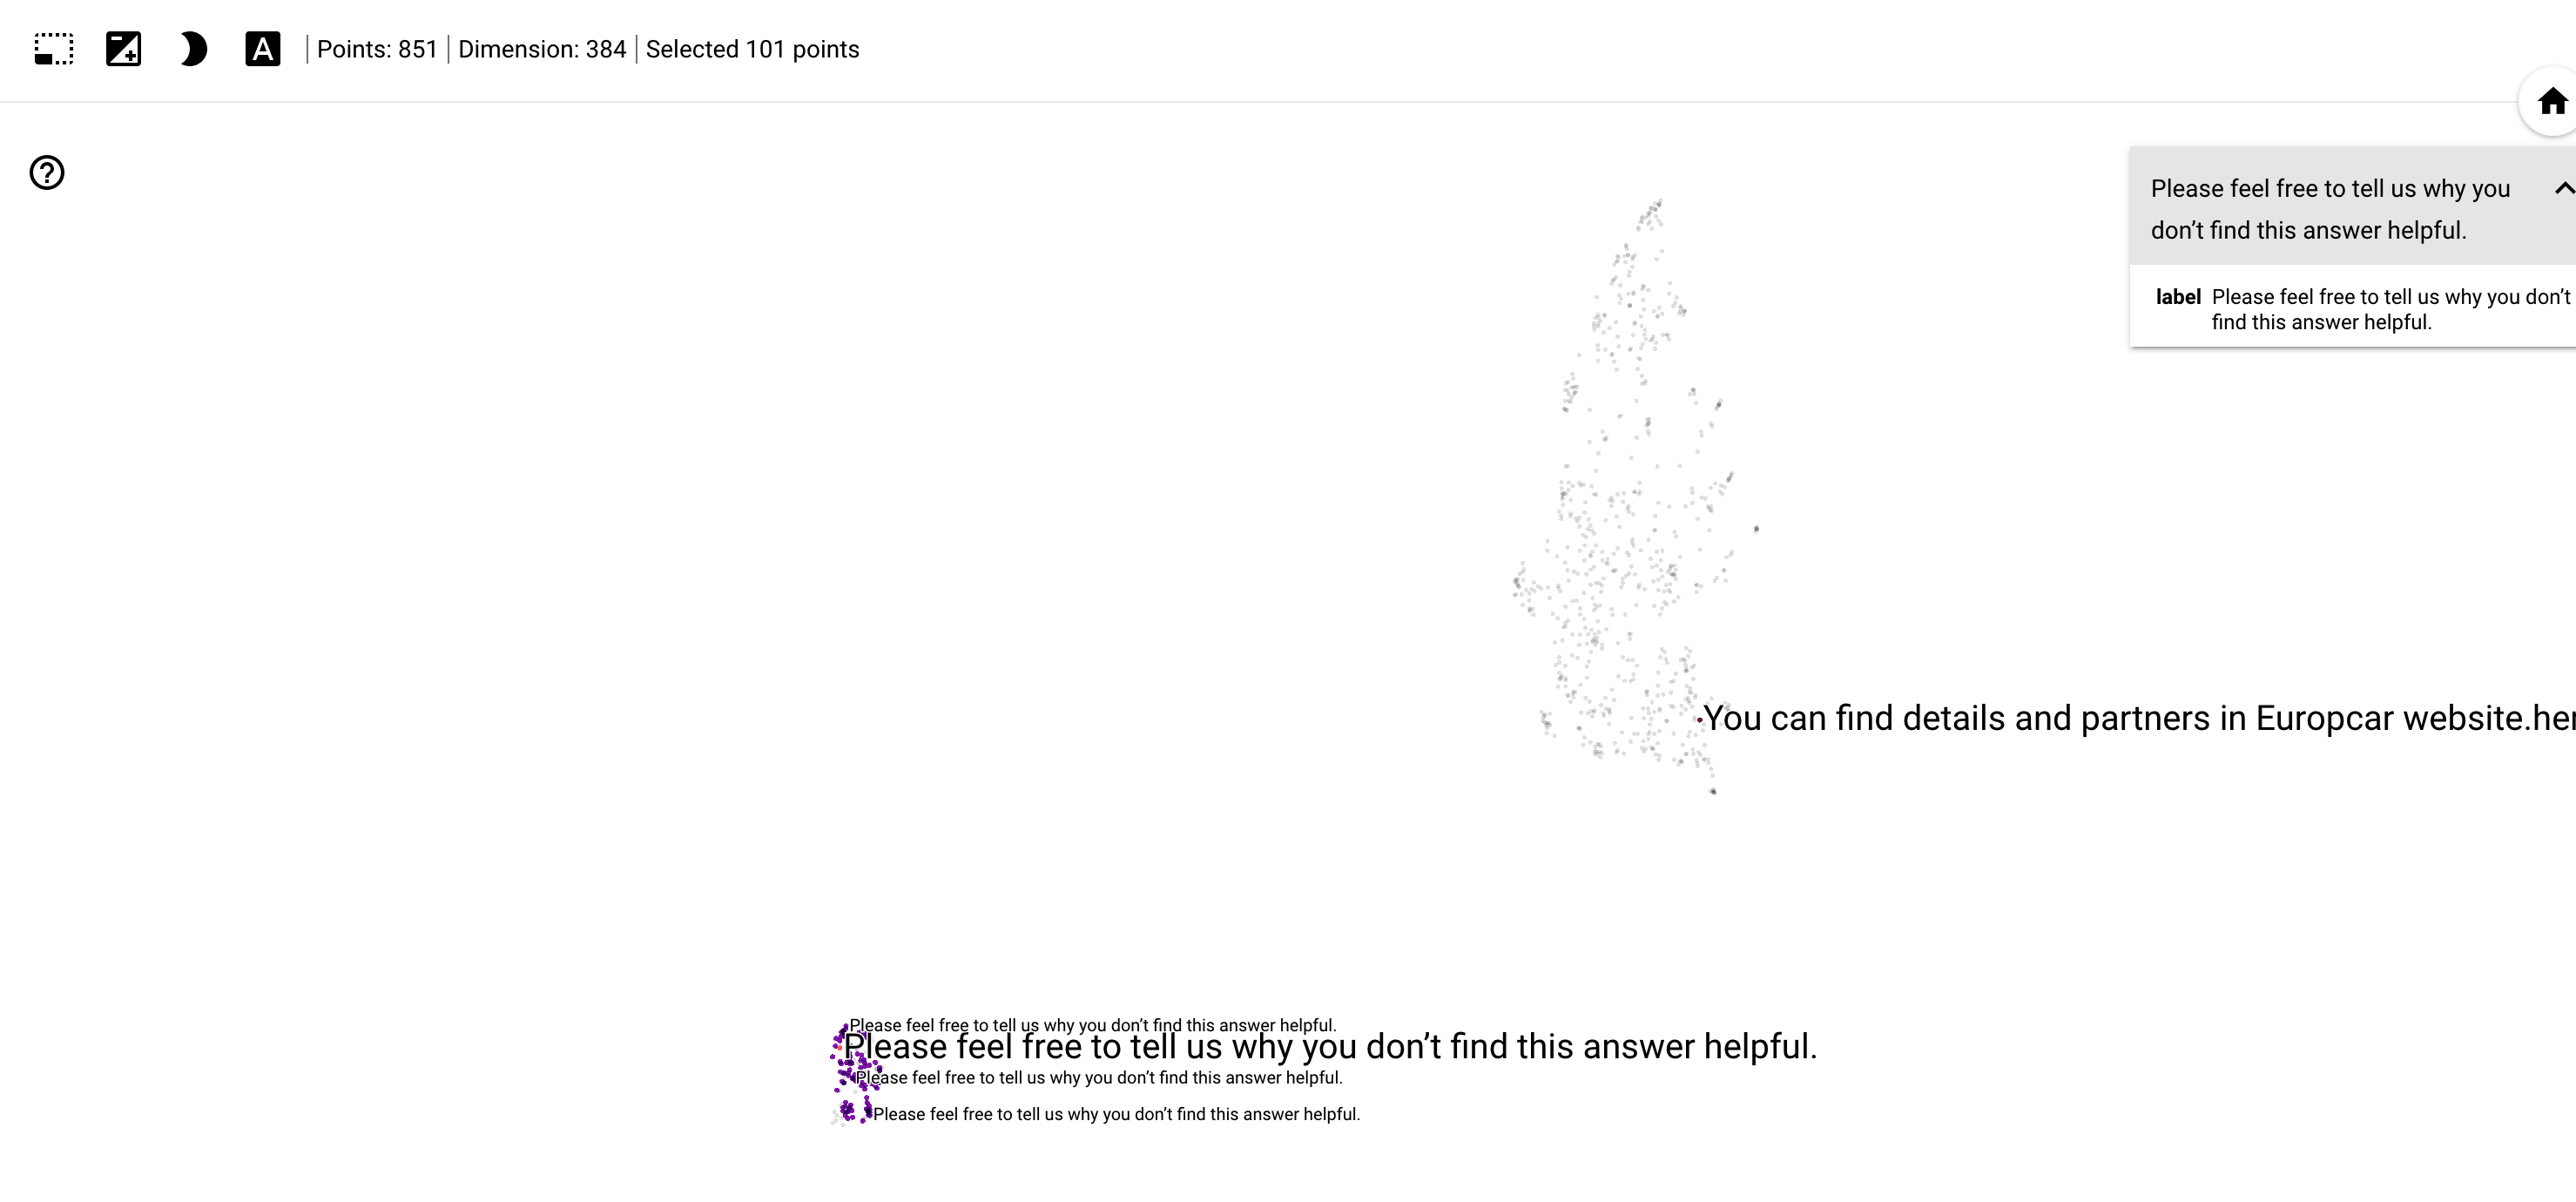 A
Points: 851 | Dimension: 384 | Selected 101 points
Please feel free to tell us why you
don't find this answer helpful.
label Please feel free to tell us why you don't
find this answer helpful.
You can find details and partners in Europcar website.her
Please feel free to tell us why you don't find this answer helpful.
Please feel free to tell us why you don't find this answer helpful.
Please feel free to tell us why you don't find this answer helpful.
Please feel free to tell us why you don't find this answer helpful.